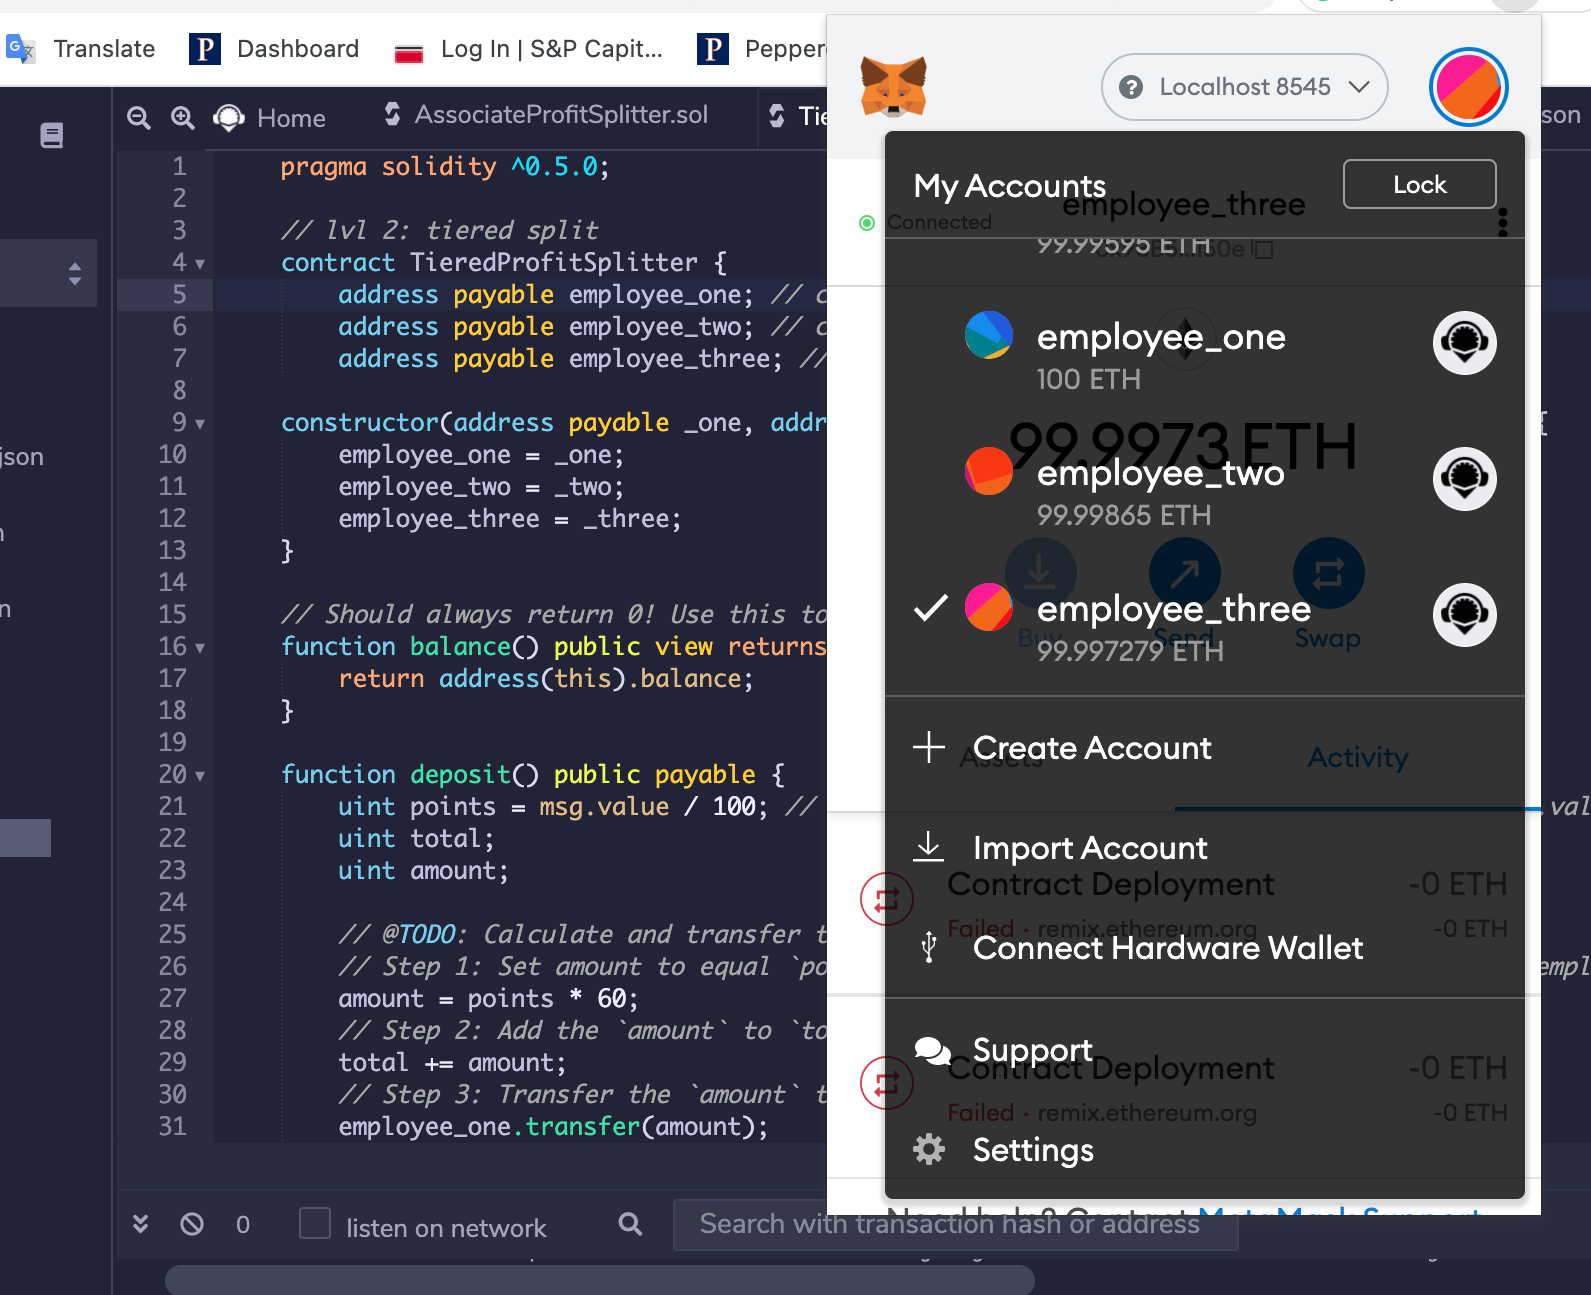 Translate
Dashboard
Log In | S&P Capit...
Pepper
Localhost 8545
Home
AssociateProfitSplitter.sol
Tie
son
My Accounts
Lock
employee_three
Connected
99.99595 ETH
employee_one
100 ETH
99.9973 ETH
employee_two
99.99865 ETH
employee_three
99.997279 ETH
Buy
Send
Swap
Create Account
Assets
Activity
Import Account
Contract Deployment
-0 ETH
Failed · remix.ethereum.org
-0 ETH
Connect Hardware Wallet
Support
Contract Deployment
-0 ETH
Failed · remix.ethereum.org
-0 ETH
Settings
Need help? Contact MetaMask Support
json
n
n
1 pragma solidity ^0.5.0;
2
3 // lvl 2: tiered split
4 contract TieredProfitSplitter {
5 address payable employee_one; // c
6 address payable employee_two; // c
7 address payable employee_three; //
8
9 constructor(address payable _one, addr
{
10 employee_one = _one;
11 employee_two = _two;
12 employee_three = _three;
13 }
14
15 // Should always return 0! Use this to
16 function balance() public view returns
17 return address(this).balance;
18 }
19
20 function deposit() public payable {
21 uint points = msg.value / 100; //
.val
22 uint total;
23 uint amount;
24
25 // @TODO: Calculate and transfer t
26 // Step 1: Set amount to equal `po
empl
27 amount = points * 60;
28 // Step 2: Add the `amount` to `to
29 total += amount;
30 // Step 3: Transfer the `amount` t
31 employee_one.transfer(amount);
0
listen on network
Search with transaction hash or address